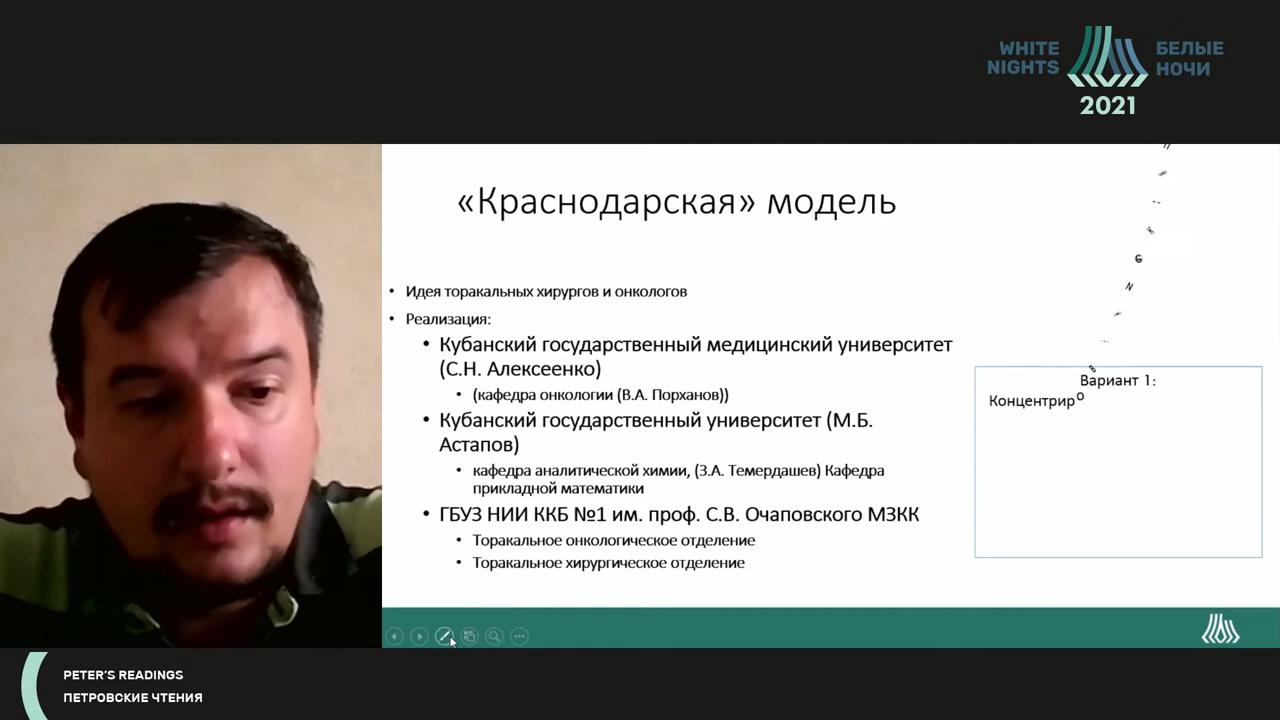 WHITE
NIGHTS
БЕЛЫЕ
НОЧИ
2021
«Краснодарская» модель
• Идея торакальных хирургов и онкологов
• Реализация:
• Кубанский государственный медицинский университет
(С.Н. Алексеенко)
• (кафедра онкологии (В.А. Порханов))
• Кубанский государственный университет (М.Б.
Астапов)
• кафедра аналитической химии, (З.А. Темердашев) Кафедра
прикладной математики
• ГБУЗ НИИ ККБ №1 им. проф. С.В. Очаповского МЗКК
• Торакальное онкологическое отделение
• Торакальное хирургическое отделение
Вариант 1:
Концентриро
PETER'S READINGS
ПЕТРОВСКИЕ ЧТЕНИЯ